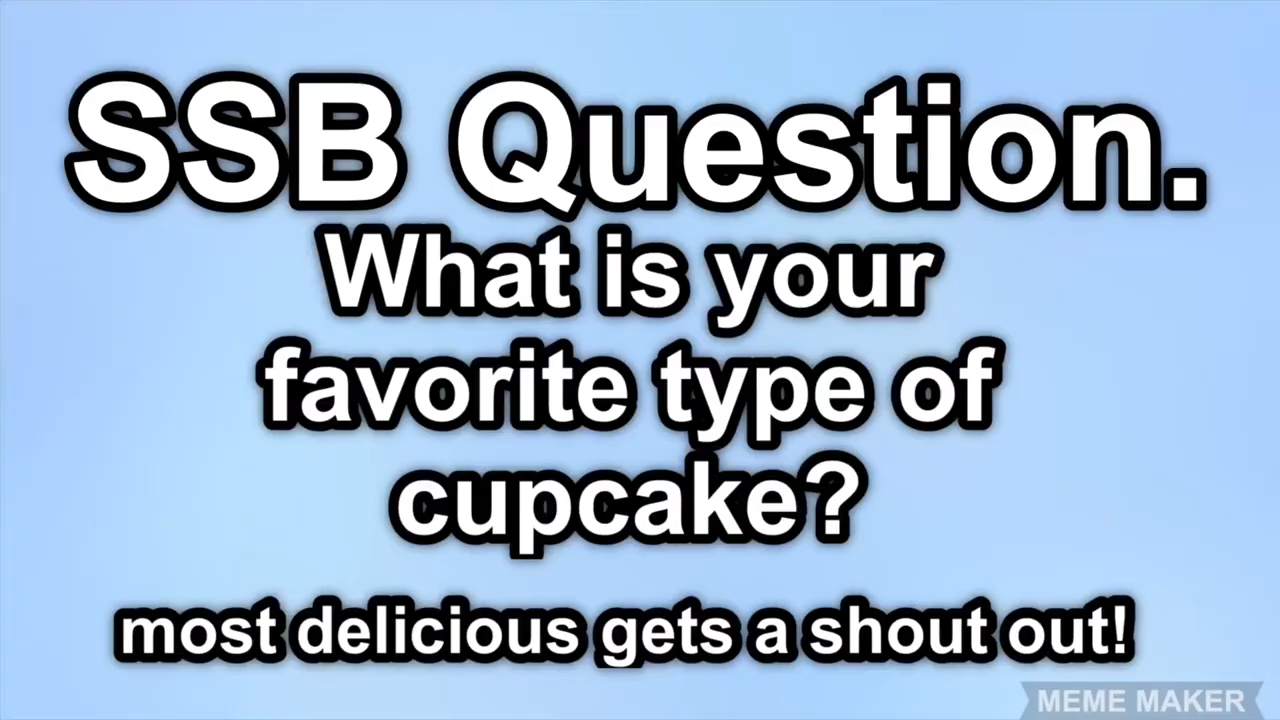 SSB Question.
What is your
favorite type of
cupcake?
most delicious gets a shout out!
MEME MAKER